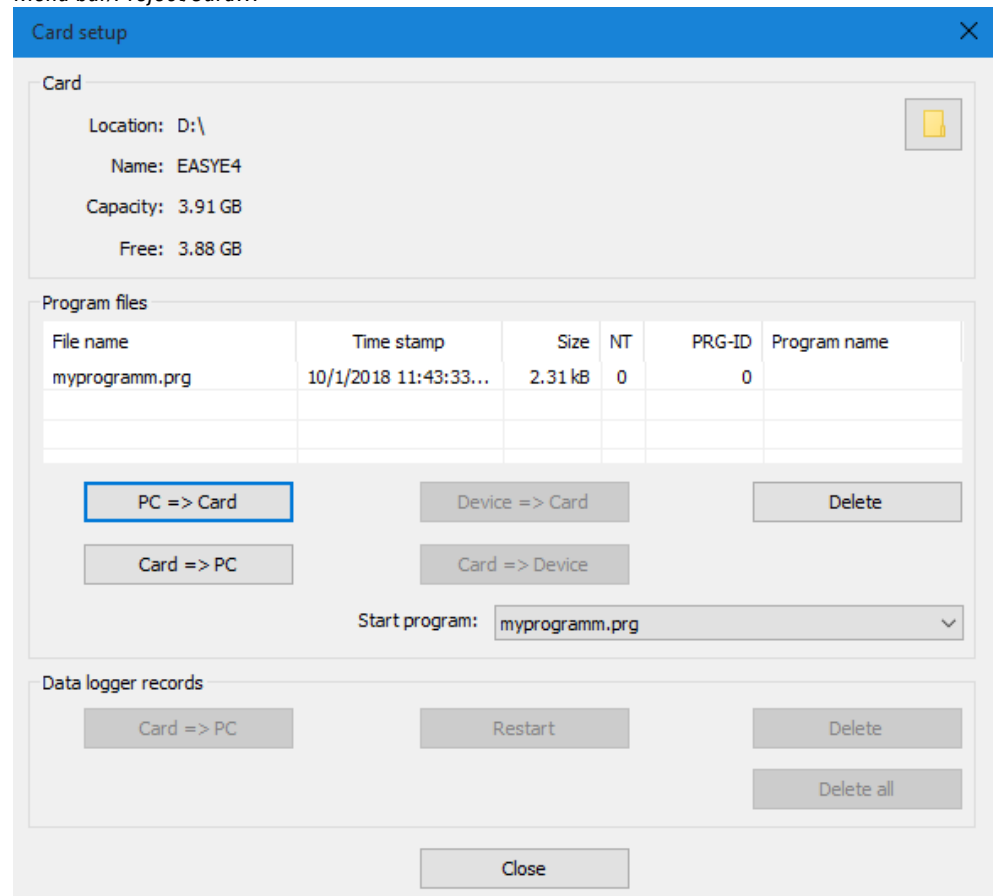 Card setup
Card
Location: D:\
Name: EASYE4
Capacity: 3.91 GB
Free: 3.88 GB
Program files
File name Time stamp Size NT PRG-ID Program name
myprogramm.prg 10/1/2018 11:43:33... 2.31 kB 0 0
PC => Card Device => Card Delete
Card => PC Card => Device
Start program: myprogramm.prg
Data logger records
Card => PC Restart Delete
Delete all
Close